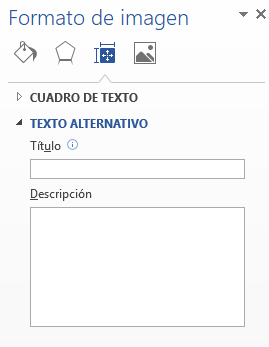 Formato de imagen
CUADRO DE TEXTO
TEXTO ALTERNATIVO
Título
Descripción